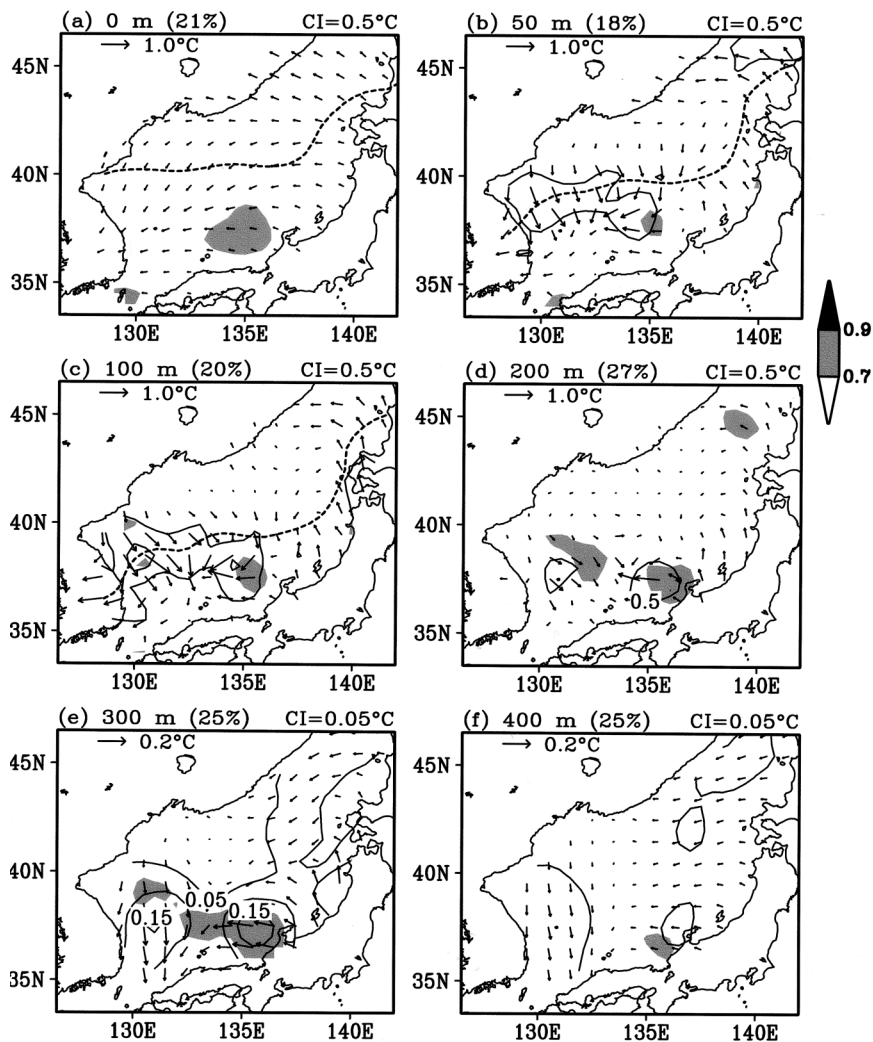 (a) 0 m (21%) CI=0.5°C
1.0°C
45N
40N
35N
130E 135E 140E
(b) 50 m (18%) CI=0.5°C
1.0°C
45N
40N
35N
130E 135E 140E
0.9
0.7
(c) 100 m (20%) CI=0.5°C
1.0°C
45N
40N
35N
130E 135E 140E
(d) 200 m (27%) CI=0.5°C
1.0°C
45N
40N
35N
0.5
130E 135E 140E
(e) 300 m (25%) CI=0.05°C
0.2°C
45N
40N
0.05
0.15 0.15
35N
130E 135E 140E
(f) 400 m (25%) CI=0.05°C
0.2°C
45N
40N
35N
130E 135E 140E